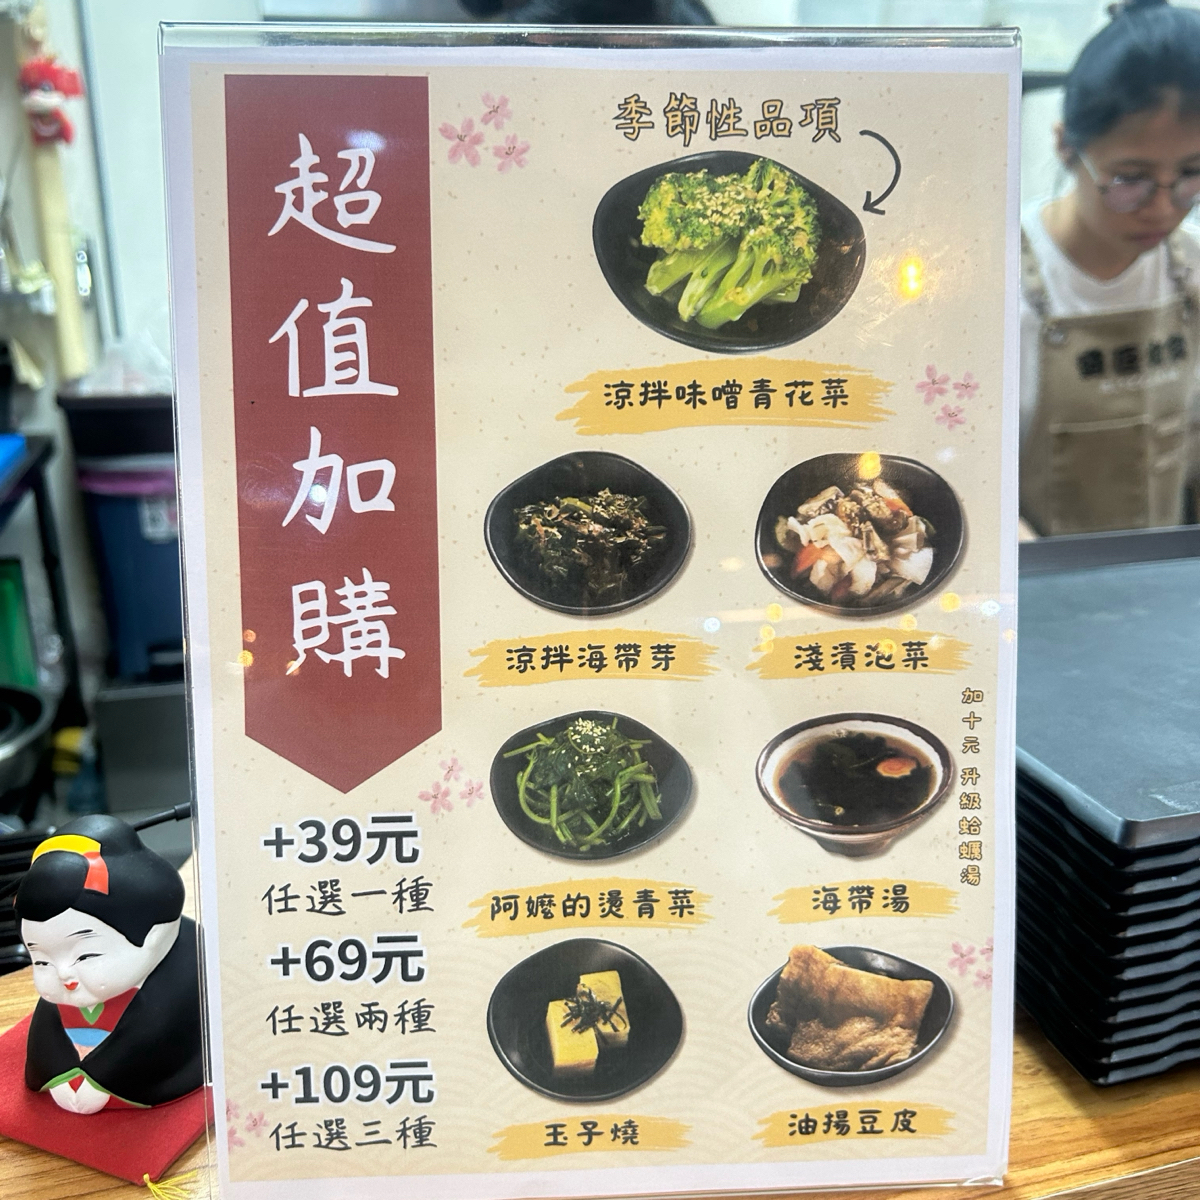 超值加購
季節性品項
涼拌味噌青花菜
涼拌海帶芽
淺漬泡菜
阿嬤的燙青菜
海帶湯
加十元 升級蛤蠣湯
玉子燒
油揚豆皮
+39元
任選一種
+69元
任選兩種
+109元
任選三種